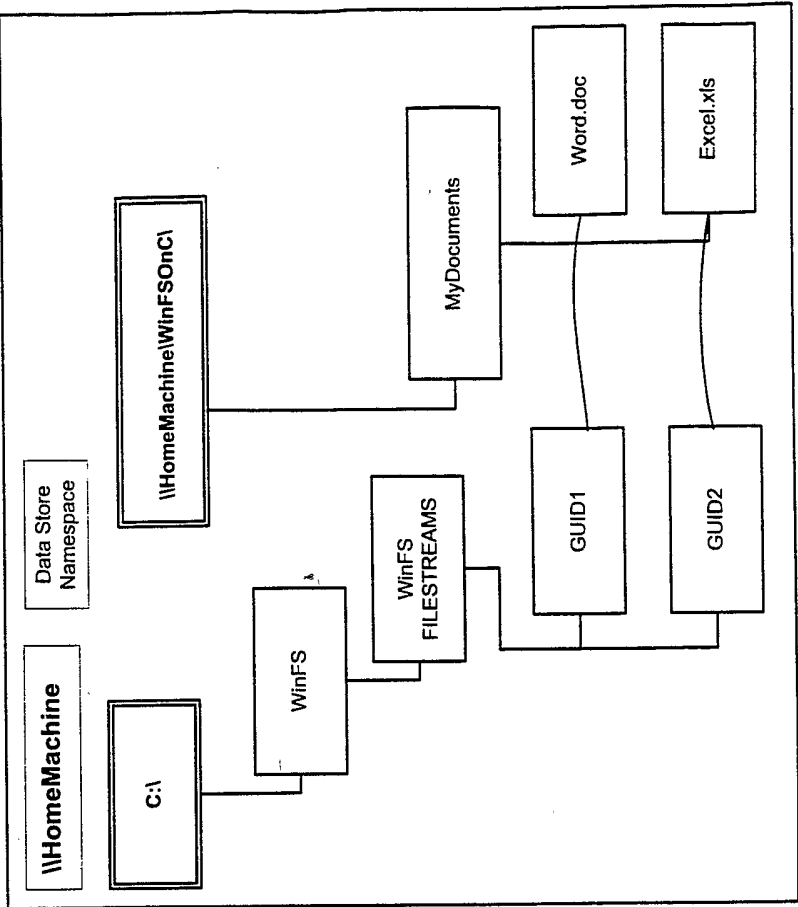 \\HomeMachine
Data Store
Namespace
C:\
\\HomeMachine\WinFSOnC\
WinFS
WinFS
FILESTREAMS
MyDocuments
GUID1
Word.doc
GUID2
Excel.xls